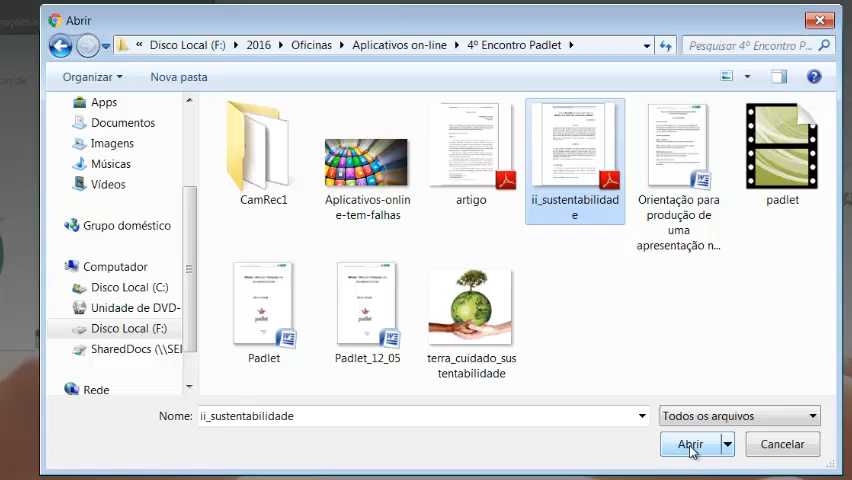 Abrir
« Disco Local (F:) ▸ 2016 ▸ Oficinas ▸ Aplicativos on-line ▸ 4º Encontro Padlet ▸
Pesquisar 4º Encontro P...
Organizar
Nova pasta
Apps
Documentos
Imagens
Músicas
Vídeos
Grupo doméstico
Computador
Disco Local (C:)
Unidade de DVD-
Disco Local (F:)
SharedDocs (\\SEI
Rede
CamRec1
Aplicativos-onlin
e-tem-falhas
artigo
ii_sustentabilidad
e
Orientação para
produção de
uma
apresentação n...
padlet
Padlet
Padlet_12_05
terra_cuidado_sus
tentabilidade
Nome:
ii_sustentabilidade
Todos os arquivos
Abrir
Cancelar